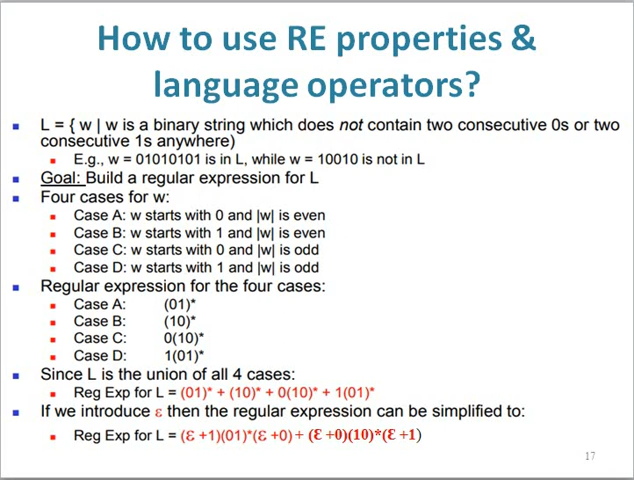 How to use RE properties &
language operators?
L = { w | w is a binary string which does not contain two consecutive 0s or two
consecutive 1s anywhere)
E.g., w = 01010101 is in L, while w = 10010 is not in L
Goal: Build a regular expression for L
Four cases for w:
Case A: w starts with 0 and |w| is even
Case B: w starts with 1 and |w| is even
Case C: w starts with 0 and |w| is odd
Case D: w starts with 1 and |w| is odd
Regular expression for the four cases:
Case A: (01)*
Case B: (10)*
Case C: 0(10)*
Case D: 1(01)*
Since L is the union of all 4 cases:
Reg Exp for L = (01)* + (10)* + 0(10)* + 1(01)*
If we introduce ε then the regular expression can be simplified to:
Reg Exp for L = (ε +1)(01)*(ε +0) + (ε +0)(10)*(ε +1)
17